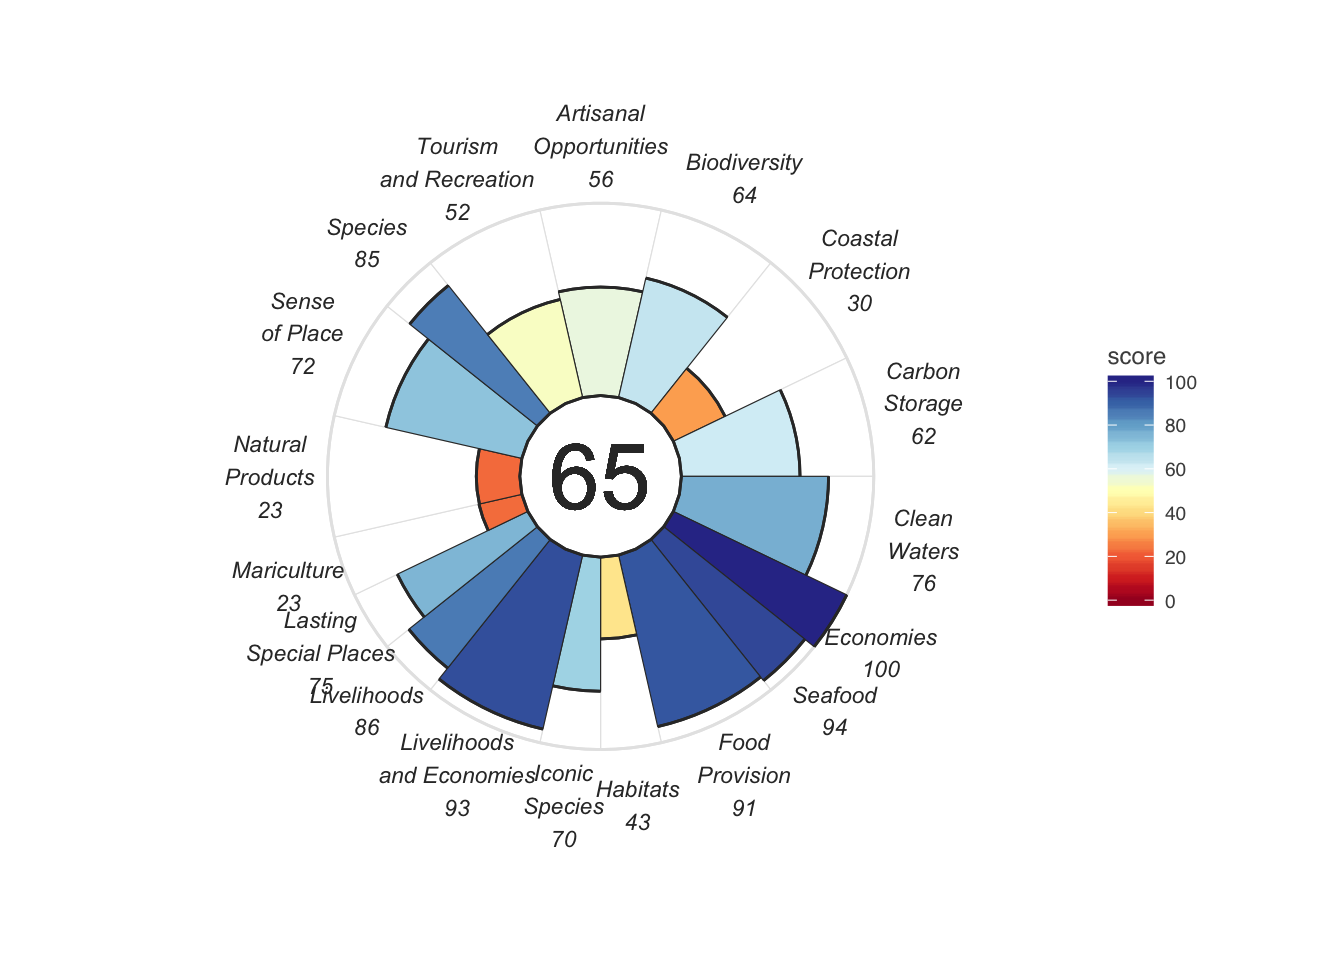 Artisanal
Opportunities
56
Biodiversity
64
Coastal
Protection
30
Carbon
Storage
62
Clean
Waters
76
Economies
100
Seafood
94
Food
Provision
91
Habitats
43
Iconic
Species
70
Livelihoods
and Economies
93
Livelihoods
86
Lasting
Special Places
75
Mariculture
23
Natural
Products
23
Sense
of Place
72
Species
85
Tourism
and Recreation
52
65
score
100
80
60
40
20
0